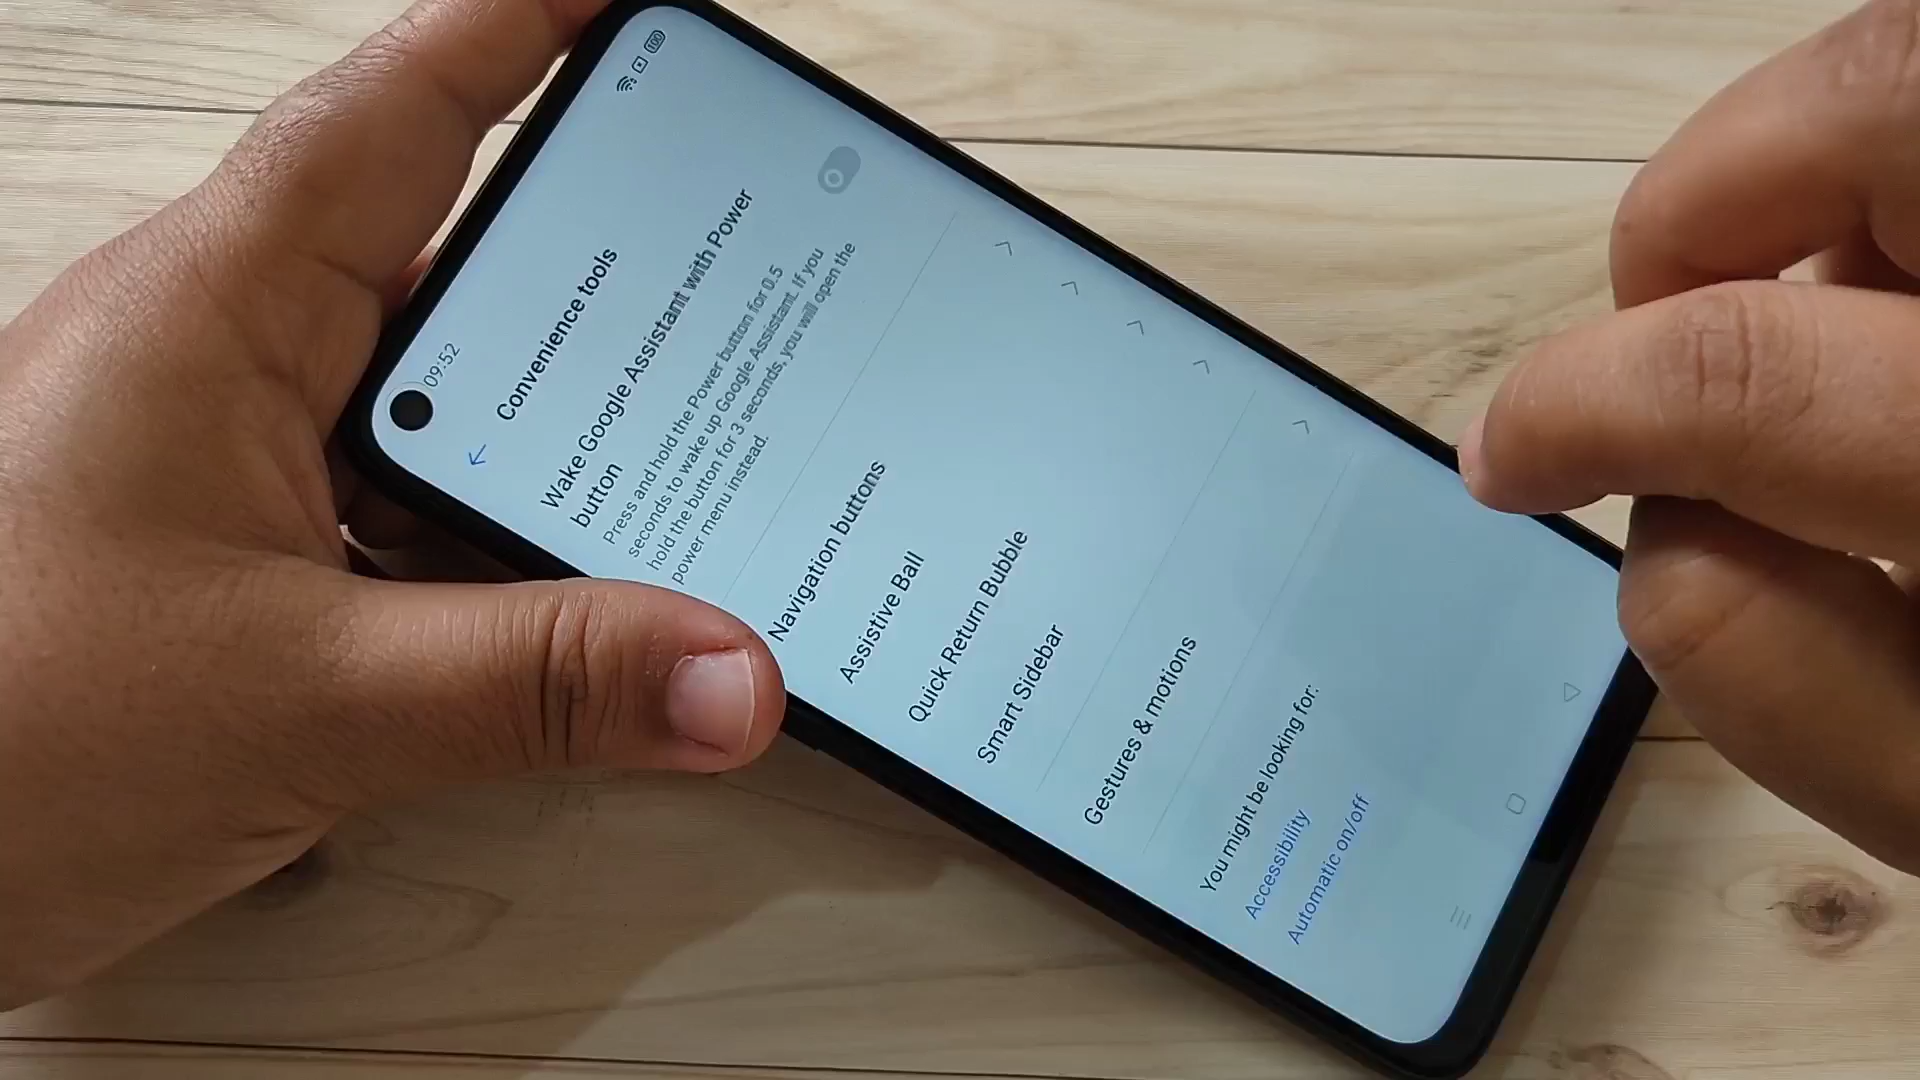 09:52
100
Convenience tools
Wake Google Assistant with Power
button
Press and hold the Power button for 0.5
seconds to wake up Google Assistant. If you
hold the button for 3 seconds, you will open the
power menu instead.
Navigation buttons
Assistive Ball
Quick Return Bubble
Smart Sidebar
Gestures & motions
You might be looking for:
Accessibility
Automatic on/off